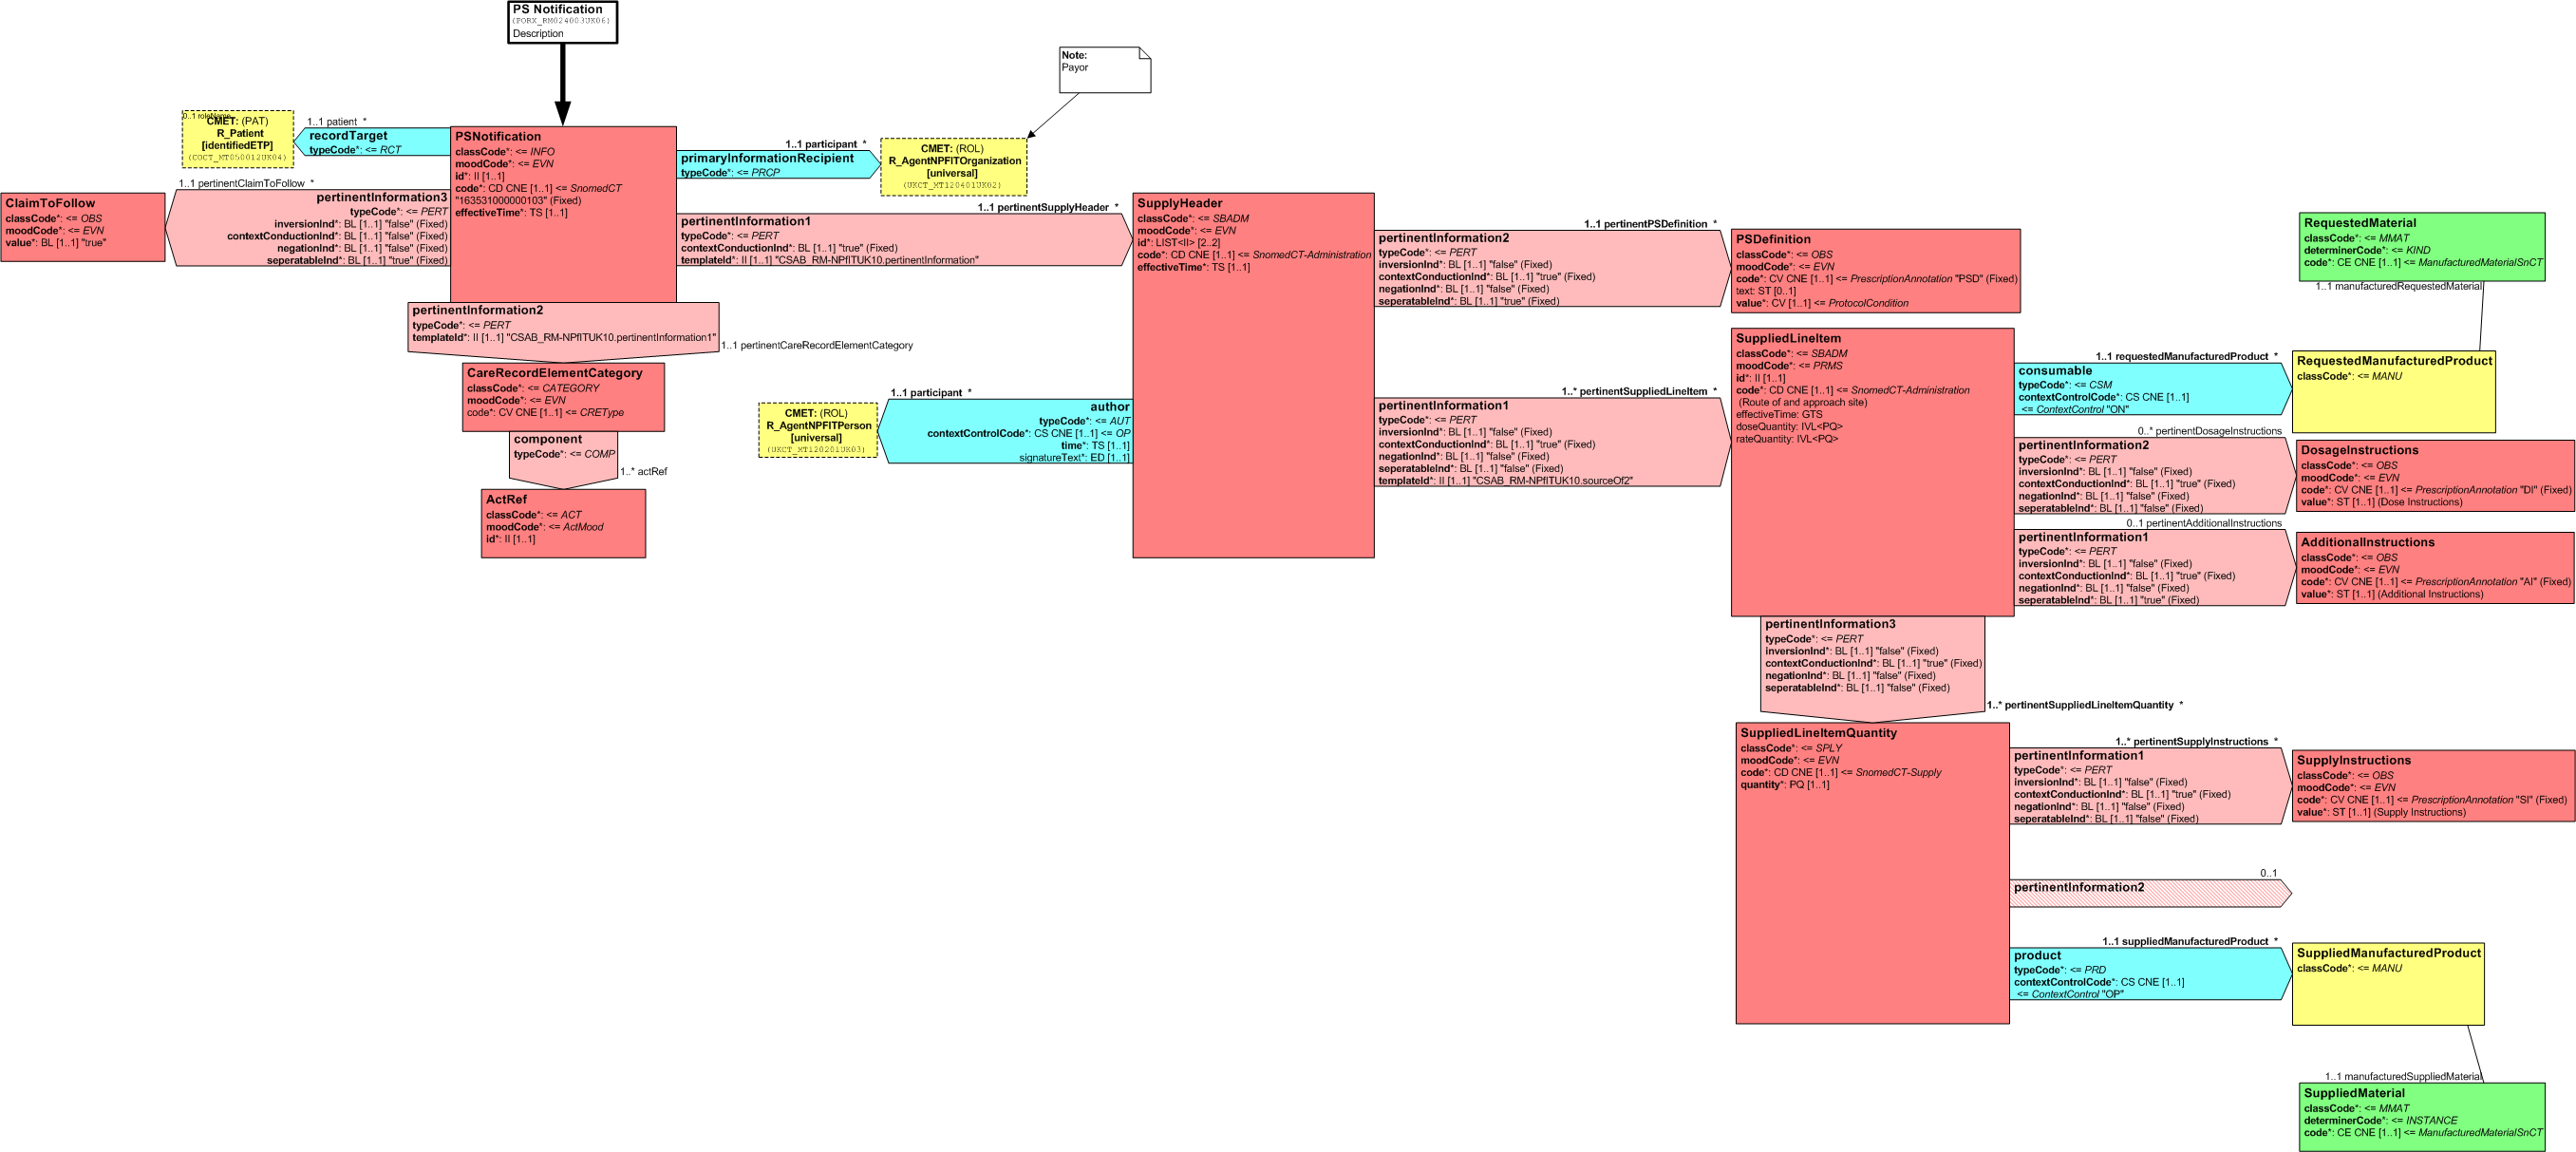 PS Notification
(PORX_RM024003UK06)
Description
Note:
Payor
0..1 roleName
CMET: (PAT)
R_Patient
[identifiedETP]
(COCT_MT050012UK04)
1..1 patient *
recordTarget
typeCode*: <= RCT
PSNotification
classCode*: <= INFO
moodCode*: <= EVN
id*: II [1..1]
code*: CD CNE [1..1] <= SnomedCT
"163531000000103" (Fixed)
effectiveTime*: TS [1..1]
1..1 participant *
primaryInformationRecipient
typeCode*: <= PRCP
CMET: (ROL)
R_AgentNPFITOrganization
[universal]
(UKCT_MT120401UK02)
1..1 pertinentClaimToFollow *
pertinentInformation3
typeCode*: <= PERT
inversionInd*: BL [1..1] "false" (Fixed)
contextConductionInd*: BL [1..1] "false" (Fixed)
negationInd*: BL [1..1] "false" (Fixed)
seperatableInd*: BL [1..1] "true" (Fixed)
ClaimToFollow
classCode*: <= OBS
moodCode*: <= EVN
value*: BL [1..1] "true"
1..1 pertinentSupplyHeader *
pertinentInformation1
typeCode*: <= PERT
contextConductionInd*: BL [1..1] "true" (Fixed)
templateId*: II [1..1] "CSAB_RM-NPfITUK10.pertinentInformation"
pertinentInformation2
typeCode*: <= PERT
templateId*: II [1..1] "CSAB_RM-NPfITUK10.pertinentInformation1"
1..1 pertinentCareRecordElementCategory
CareRecordElementCategory
classCode*: <= CATEGORY
moodCode*: <= EVN
code*: CV CNE [1..1] <= CREType
component
typeCode*: <= COMP
1..* actRef
ActRef
classCode*: <= ACT
moodCode*: <= ActMood
id*: II [1..1]
SupplyHeader
classCode*: <= SBADM
moodCode*: <= EVN
id*: LIST<II> [2..2]
code*: CD CNE [1..1] <= SnomedCT-Administration
effectiveTime*: TS [1..1]
1..1 participant *
author
typeCode*: <= AUT
contextControlCode*: CS CNE [1..1] <= OP
time*: TS [1..1]
signatureText*: ED [1..1]
CMET: (ROL)
R_AgentNPFITPerson
[universal]
(UKCT_MT120201UK03)
1..1 pertinentPSDefinition *
pertinentInformation2
typeCode*: <= PERT
inversionInd*: BL [1..1] "false" (Fixed)
contextConductionInd*: BL [1..1] "true" (Fixed)
negationInd*: BL [1..1] "false" (Fixed)
seperatableInd*: BL [1..1] "true" (Fixed)
PSDefinition
classCode*: <= OBS
moodCode*: <= EVN
code*: CV CNE [1..1] <= PrescriptionAnnotation "PSD" (Fixed)
text: ST [0..1]
value*: CV [1..1] <= ProtocolCondition
1..* pertinentSuppliedLineItem *
pertinentInformation1
typeCode*: <= PERT
inversionInd*: BL [1..1] "false" (Fixed)
contextConductionInd*: BL [1..1] "true" (Fixed)
negationInd*: BL [1..1] "false" (Fixed)
seperatableInd*: BL [1..1] "false" (Fixed)
templateId*: II [1..1] "CSAB_RM-NPfITUK10.sourceOf2"
SuppliedLineItem
classCode*: <= SBADM
moodCode*: <= PRMS
id*: II [1..1]
code*: CD CNE [1..1] <= SnomedCT-Administration
(Route of and approach site)
effectiveTime: GTS
doseQuantity: IVL<PQ>
rateQuantity: IVL<PQ>
RequestedMaterial
classCode*: <= MMAT
determinerCode*: <= KIND
code*: CE CNE [1..1] <= ManufacturedMaterialSnCT
1..1 manufacturedRequestedMaterial
1..1 requestedManufacturedProduct *
consumable
typeCode*: <= CSM
contextControlCode*: CS CNE [1..1]
<= ContextControl "ON"
RequestedManufacturedProduct
classCode*: <= MANU
0..* pertinentDosageInstructions
pertinentInformation2
typeCode*: <= PERT
inversionInd*: BL [1..1] "false" (Fixed)
contextConductionInd*: BL [1..1] "true" (Fixed)
negationInd*: BL [1..1] "false" (Fixed)
seperatableInd*: BL [1..1] "false" (Fixed)
DosageInstructions
classCode*: <= OBS
moodCode*: <= EVN
code*: CV CNE [1..1] <= PrescriptionAnnotation "DI" (Fixed)
value*: ST [1..1] (Dose Instructions)
0..1 pertinentAdditionalInstructions
pertinentInformation1
typeCode*: <= PERT
inversionInd*: BL [1..1] "false" (Fixed)
contextConductionInd*: BL [1..1] "true" (Fixed)
negationInd*: BL [1..1] "false" (Fixed)
seperatableInd*: BL [1..1] "true" (Fixed)
AdditionalInstructions
classCode*: <= OBS
moodCode*: <= EVN
code*: CV CNE [1..1] <= PrescriptionAnnotation "AI" (Fixed)
value*: ST [1..1] (Additional Instructions)
pertinentInformation3
typeCode*: <= PERT
inversionInd*: BL [1..1] "false" (Fixed)
contextConductionInd*: BL [1..1] "true" (Fixed)
negationInd*: BL [1..1] "false" (Fixed)
seperatableInd*: BL [1..1] "false" (Fixed)
1..* pertinentSuppliedLineItemQuantity *
SuppliedLineItemQuantity
classCode*: <= SPLY
moodCode*: <= EVN
code*: CD CNE [1..1] <= SnomedCT-Supply
quantity*: PQ [1..1]
1..* pertinentSupplyInstructions *
pertinentInformation1
typeCode*: <= PERT
inversionInd*: BL [1..1] "false" (Fixed)
contextConductionInd*: BL [1..1] "true" (Fixed)
negationInd*: BL [1..1] "false" (Fixed)
seperatableInd*: BL [1..1] "false" (Fixed)
SupplyInstructions
classCode*: <= OBS
moodCode*: <= EVN
code*: CV CNE [1..1] <= PrescriptionAnnotation "SI" (Fixed)
value*: ST [1..1] (Supply Instructions)
0..1
pertinentInformation2
1..1 suppliedManufacturedProduct *
product
typeCode*: <= PRD
contextControlCode*: CS CNE [1..1]
<= ContextControl "OP"
SuppliedManufacturedProduct
classCode*: <= MANU
1..1 manufacturedSuppliedMaterial
SuppliedMaterial
classCode*: <= MMAT
determinerCode*: <= INSTANCE
code*: CE CNE [1..1] <= ManufacturedMaterialSnCT